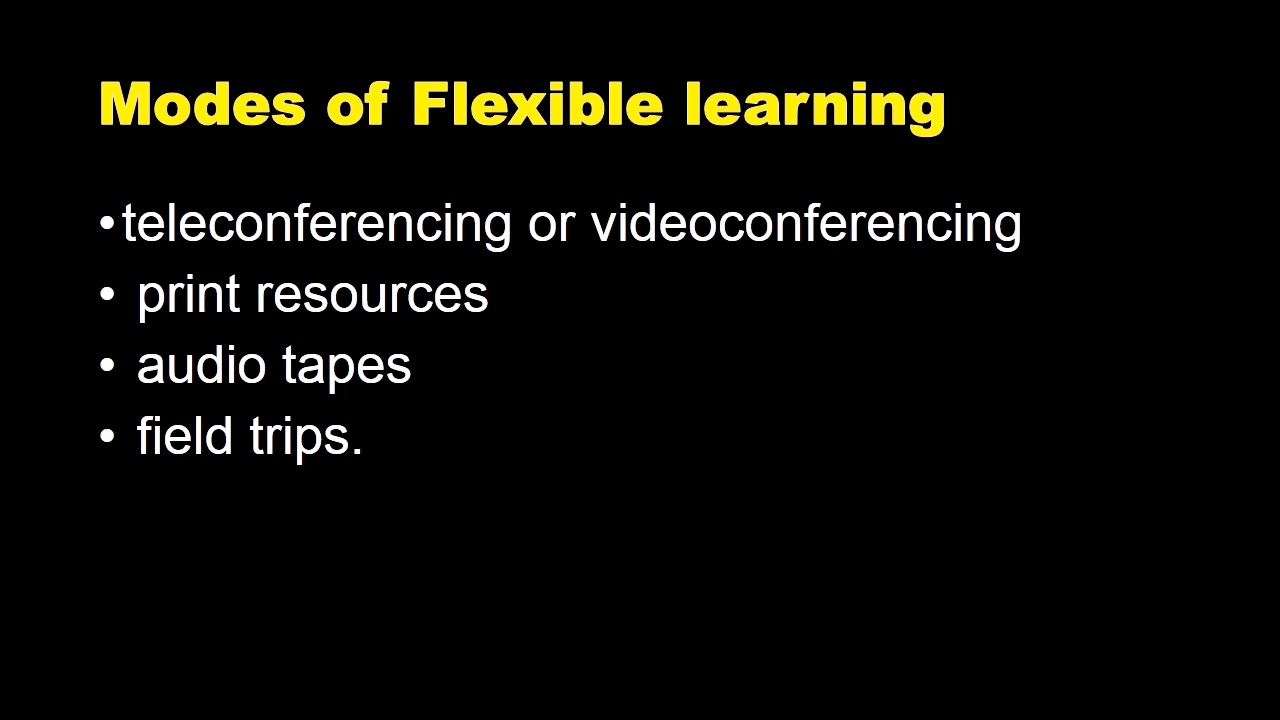 Modes of Flexible learning
•teleconferencing or videoconferencing
• print resources
• audio tapes
• field trips.